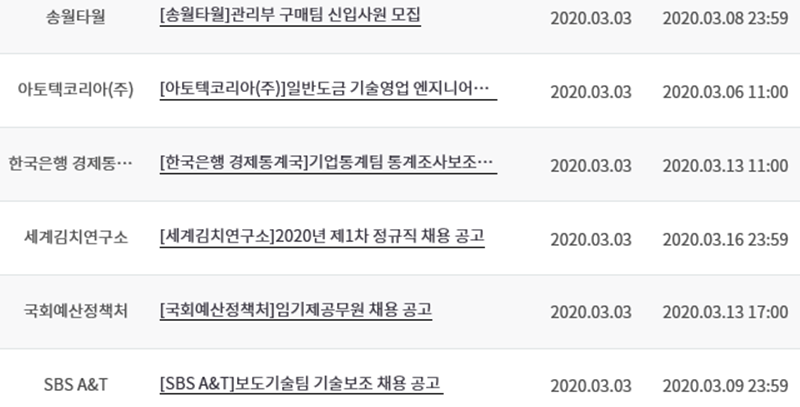 송월타월 [송월타월]관리부 구매팀 신입사원 모집 2020.03.03 2020.03.08 23:59
아토텍코리아(주) [아토텍코리아(주)]일반도금 기술영업 엔지니어… 2020.03.03 2020.03.06 11:00
한국은행 경제통… [한국은행 경제통계국]기업통계팀 통계조사보조… 2020.03.03 2020.03.13 11:00
세계김치연구소 [세계김치연구소]2020년 제1차 정규직 채용 공고 2020.03.03 2020.03.16 23:59
국회예산정책처 [국회예산정책처]임기제공무원 채용 공고 2020.03.03 2020.03.13 17:00
SBS A&T [SBS A&T]보도기술팀 기술보조 채용 공고 2020.03.03 2020.03.09 23:59